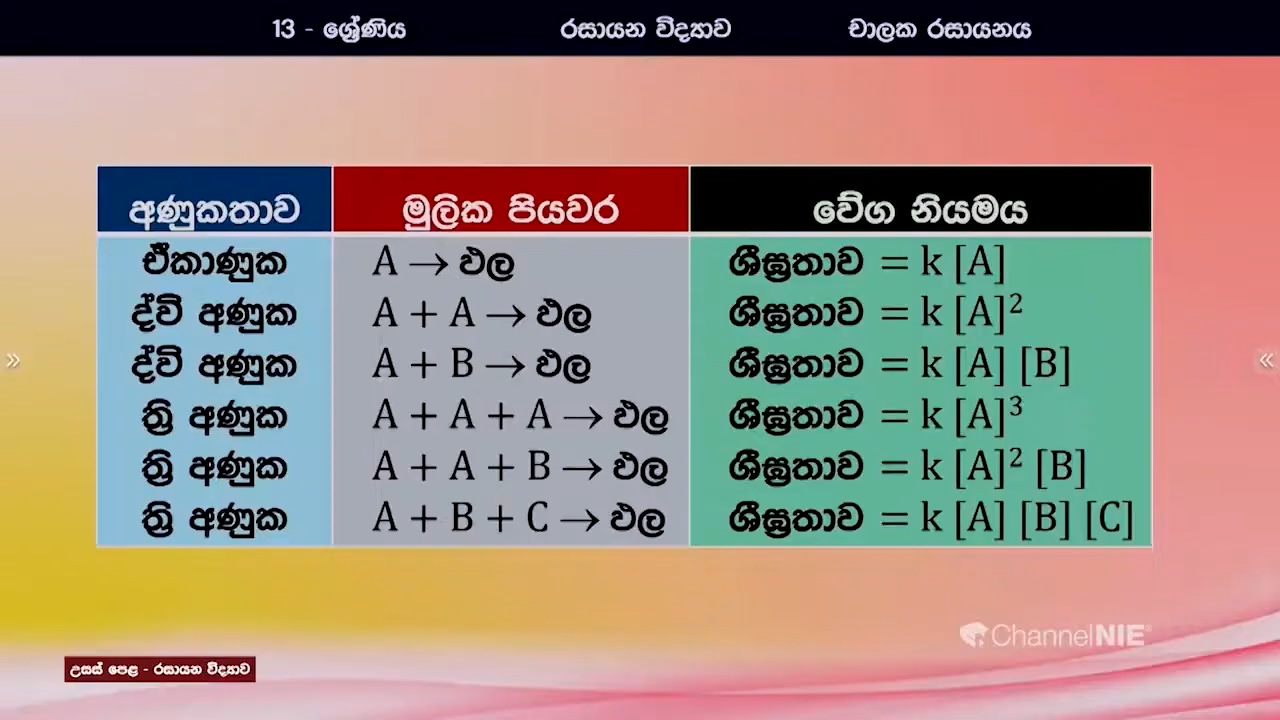 13 - ශ්‍රේණිය රසායන විද්‍යාව චාලක රසායනය
අණුකතාව මූලික පියවර වේග නියමය
ඒකාණුක A → ඵල ශීඝ්‍රතාව = k [A]
ද්වි අණුක A + A → ඵල ශීඝ්‍රතාව = k [A]²
ද්වි අණුක A + B → ඵල ශීඝ්‍රතාව = k [A] [B]
ත්‍රි අණුක A + A + A → ඵල ශීඝ්‍රතාව = k [A]³
ත්‍රි අණුක A + A + B → ඵල ශීඝ්‍රතාව = k [A]² [B]
ත්‍රි අණුක A + B + C → ඵල ශීඝ්‍රතාව = k [A] [B] [C]
ChannelNIE
උසස් පෙළ - රසායන විද්‍යාව